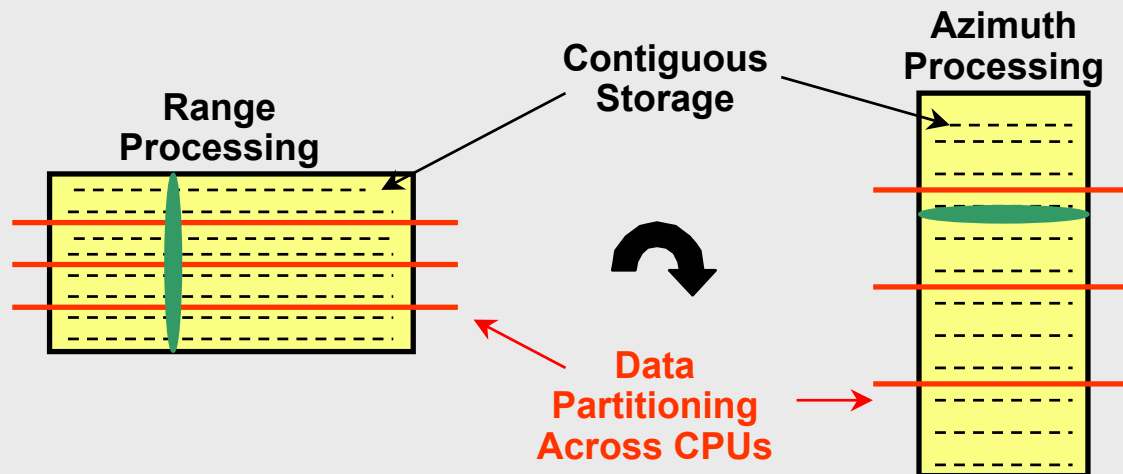 Range
Processing
Contiguous
Storage
Azimuth
Processing
Data
Partitioning
Across CPUs